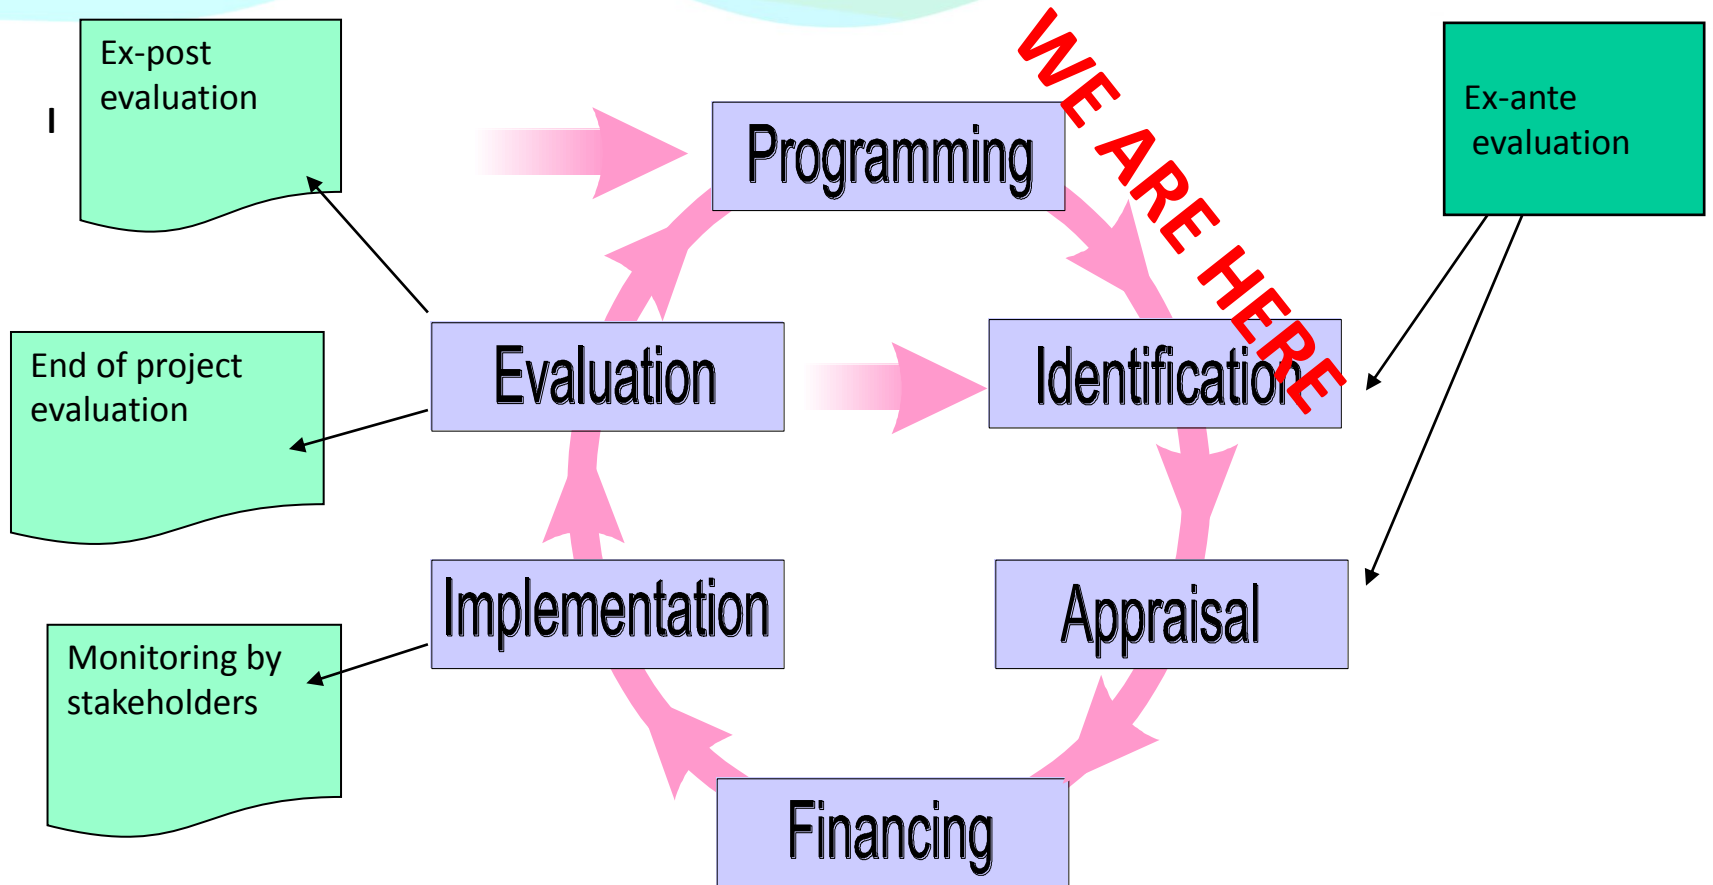 Ex-post
evaluation
I
Programming
WE ARE HERE
Ex-ante
evaluation
End of project
evaluation
Evaluation
Identification
Implementation
Appraisal
Monitoring by
stakeholders
Financing